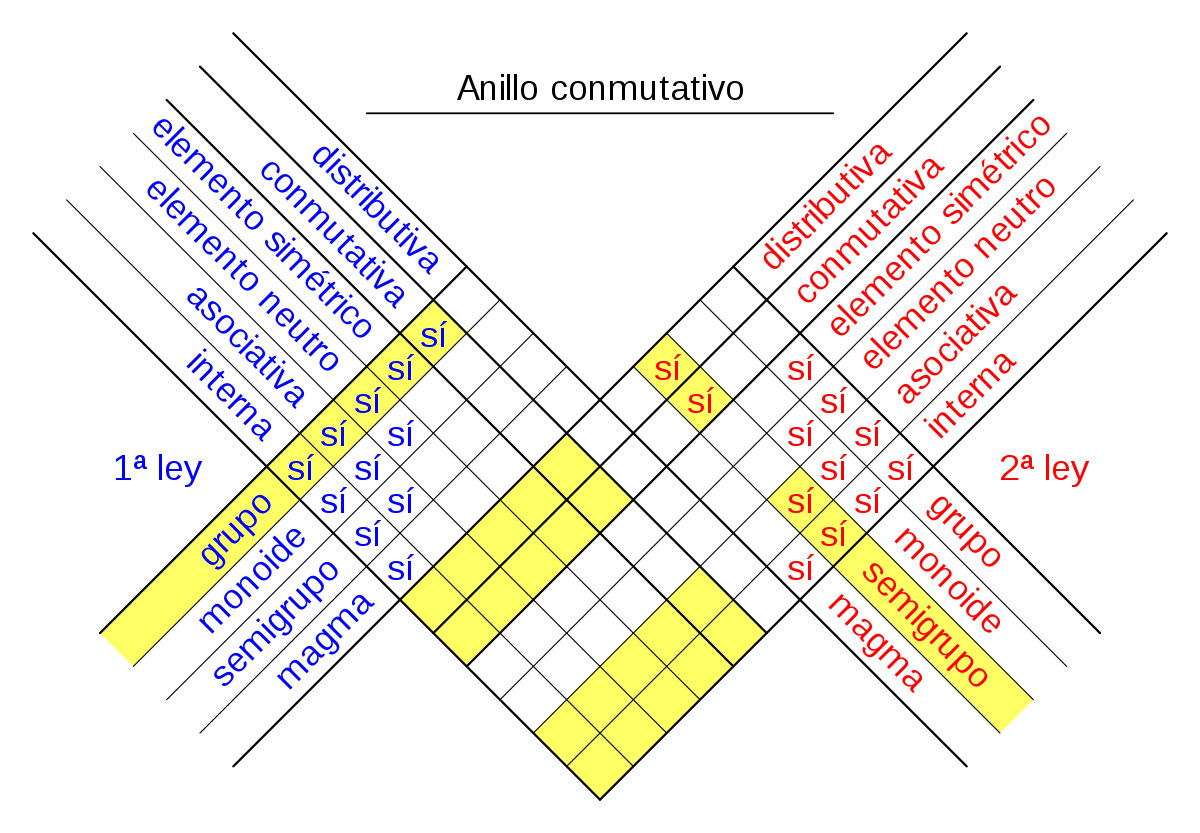 Anillo conmutativo
distributiva
conmutativa
elemento simétrico
elemento neutro
asociativa
interna
1ª ley
grupo
monoide
semigrupo
magma
sí
sí
sí
sí
sí
sí
sí
sí
sí
sí
sí
sí
distributiva
conmutativa
elemento simétrico
elemento neutro
asociativa
interna
2ª ley
grupo
monoide
semigrupo
magma
sí
sí
sí
sí
sí
sí
sí
sí
sí
sí
sí
sí